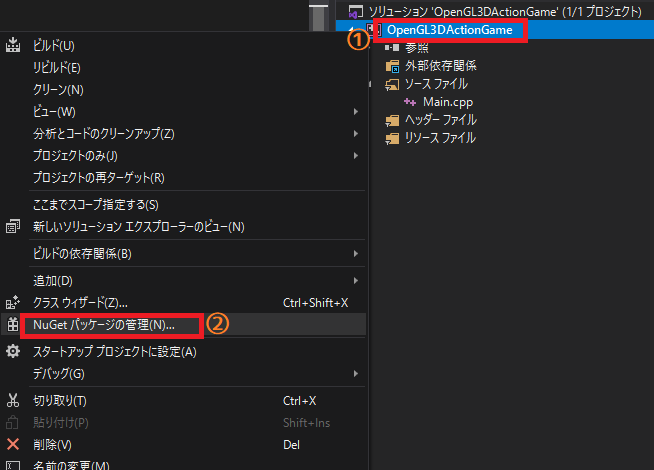 ソリューション 'OpenGL3DActionGame' (1/1 プロジェクト)
①
OpenGL3DActionGame
参照
外部依存関係
ソース ファイル
Main.cpp
ヘッダー ファイル
リソース ファイル
ビルド(U)
リビルド(E)
クリーン(N)
ビュー(W)
分析とコードのクリーンアップ(Z)
プロジェクトのみ(J)
プロジェクトの再ターゲット(R)
ここまでスコープ指定する(S)
新しいソリューション エクスプローラーのビュー(N)
ビルドの依存関係(B)
追加(D)
クラス ウィザード(Z)... Ctrl+Shift+X
NuGet パッケージの管理(N)... ②
スタートアップ プロジェクトに設定(A)
デバッグ(G)
切り取り(T) Ctrl+X
貼り付け(P) Shift+Ins
削除(V) Del
名前の変更(M)